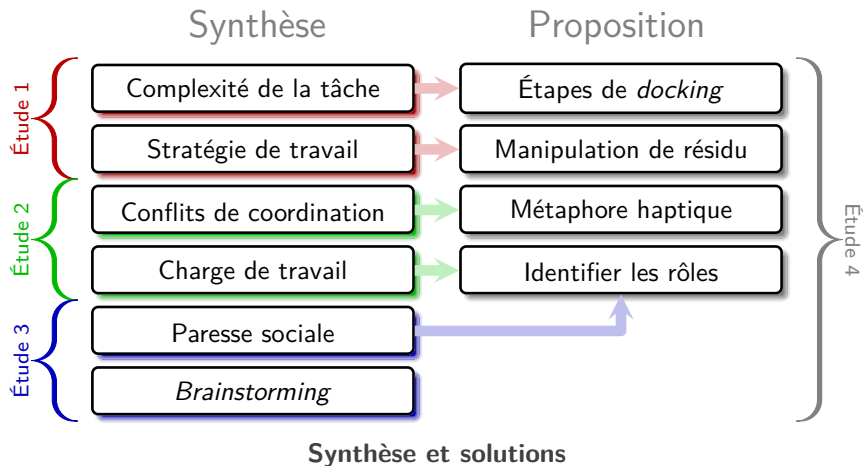 Synthèse
Proposition
Étude 1
Complexité de la tâche
Étapes de docking
Stratégie de travail
Manipulation de résidu
Étude 2
Conflits de coordination
Métaphore haptique
Charge de travail
Identifier les rôles
Étude 3
Paresse sociale
Brainstorming
Étude 4
Synthèse et solutions